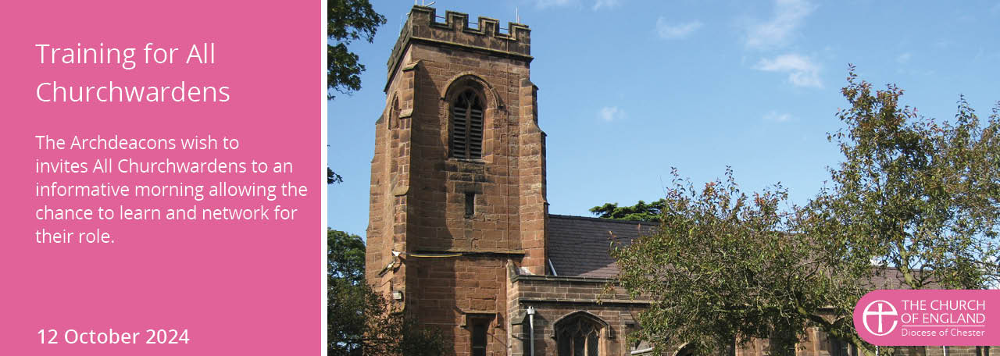 Training for All
Churchwardens
The Archdeacons wish to
invites All Churchwardens to an
informative morning allowing the
chance to learn and network for
their role.
12 October 2024
THE CHURCH
OF ENGLAND
Diocese of Chester